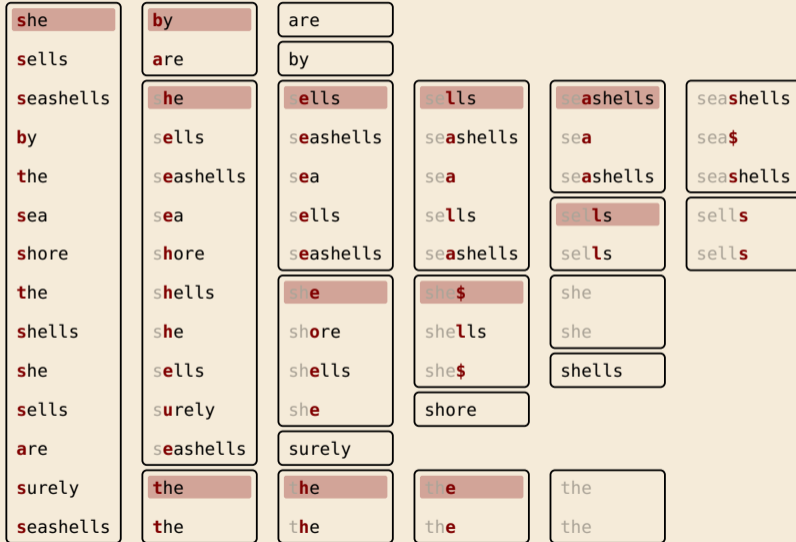 she by are
sells are by
seashells he ells sells seashells seashells
by sells seashells seashells sea sea$
the seashells sea sea seashells seashells
sea sea sells sells sells sells
shore shore seashells seashells sells sells
the shells she she$ she
shells she shore shells she
she sells shells she$ shells
sells surely she shore
are seashells surely
surely the the the the
seashells the the the the